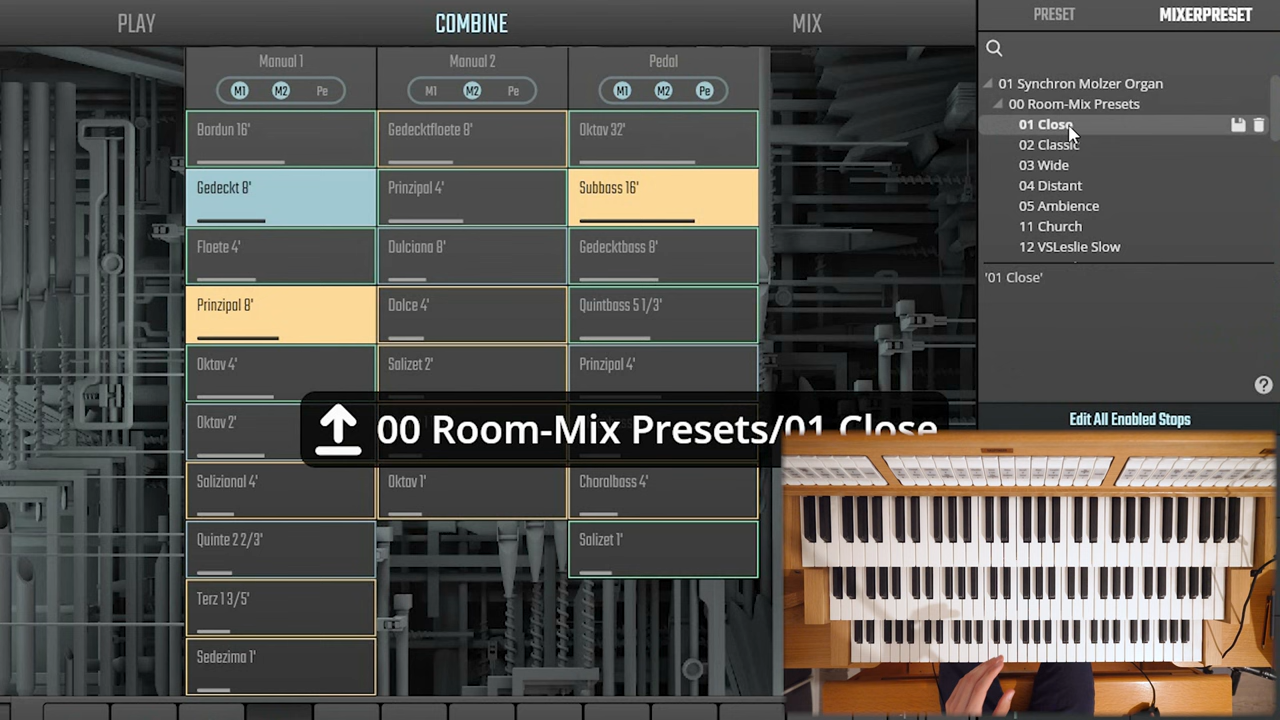 PLAY
COMBINE
MIX
PRESET
MIXERPRESET
Manual 1
M1 M2 Pe
Manual 2
M1 M2 Pe
Pedal
M1 M2 Pe
Bordun 16'
Gedeckt 8'
Floete 4'
Prinzipal 8'
Oktav 4'
Oktav 2'
Salizional 4'
Quinte 2 2/3'
Terz 1 3/5'
Sedezima 1'
Gedecktfloete 8'
Prinzipal 4'
Dulciana 8'
Dolce 4'
Salizet 2'
Oktav 1'
Oktav 32'
Subbass 16'
Gedecktbass 8'
Quintbass 5 1/3'
Prinzipal 4'
Choralbass 4'
Salizet 1'
00 Room-Mix Presets/01 Close
01 Synchron Molzer Organ
00 Room-Mix Presets
01 Close
02 Classic
03 Wide
04 Distant
05 Ambience
11 Church
12 VSLeslie Slow
'01 Close'
?
Edit All Enabled Stops